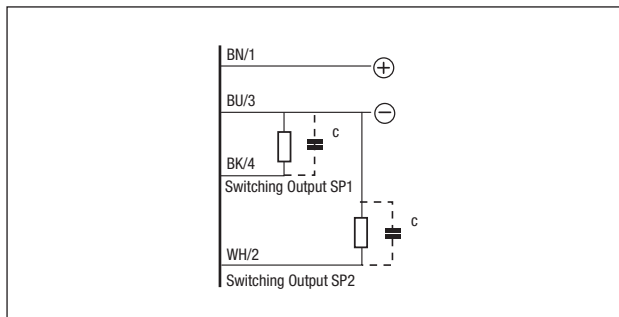 BN/1
+
BU/3
−
C
BK/4
Switching Output SP1
C
WH/2
Switching Output SP2